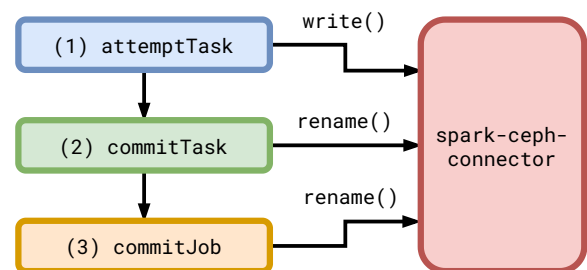 write()
(1) attemptTask
rename()
(2) commitTask
spark-ceph-
connector
rename()
(3) commitJob